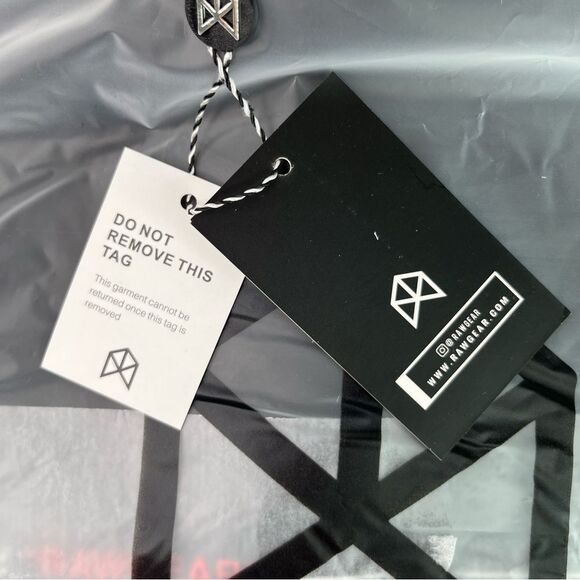 DO NOT
REMOVE THIS
TAG
This garment cannot be
returned once this tag is
removed
@RAWGEAR
WWW.RAWGEAR.COM
RAWGEAR